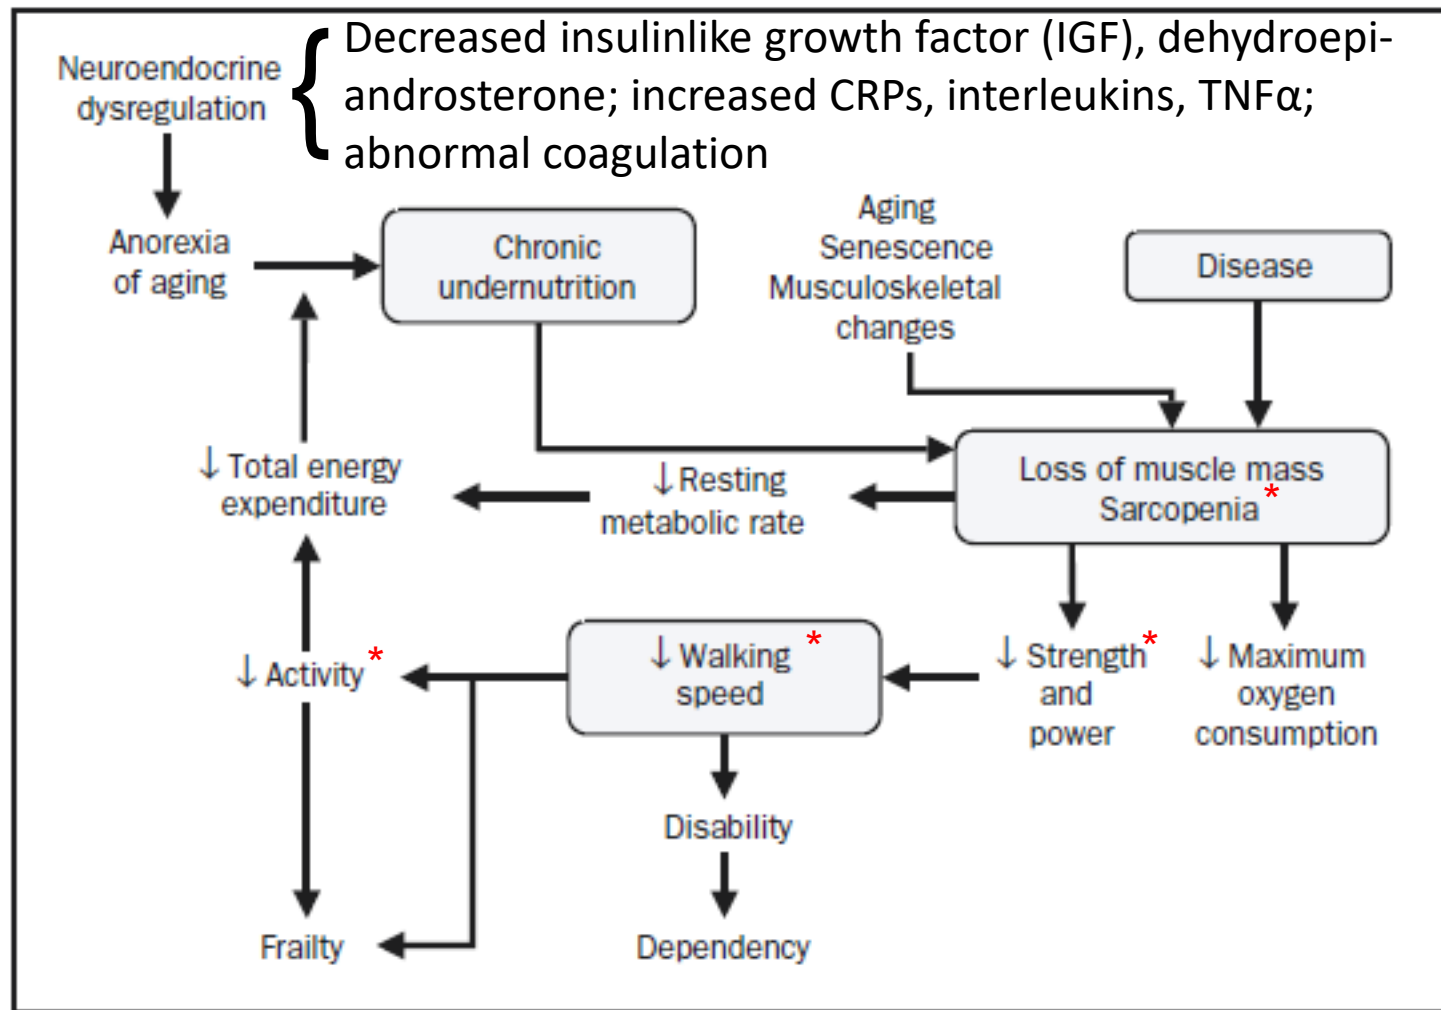 Neuroendocrine
dysregulation
{
Decreased insulinlike growth factor (IGF), dehydroepi-
androsterone; increased CRPs, interleukins, TNFα;
abnormal coagulation
Anorexia
of aging
Chronic
undernutrition
Aging
Senescence
Musculoskeletal
changes
Disease
↓ Total energy
expenditure
↓ Resting
metabolic rate
Loss of muscle mass
Sarcopenia *
↓ Activity *
↓ Walking *
speed
↓ Strength *
and
power
↓ Maximum
oxygen
consumption
Disability
Frailty
Dependency